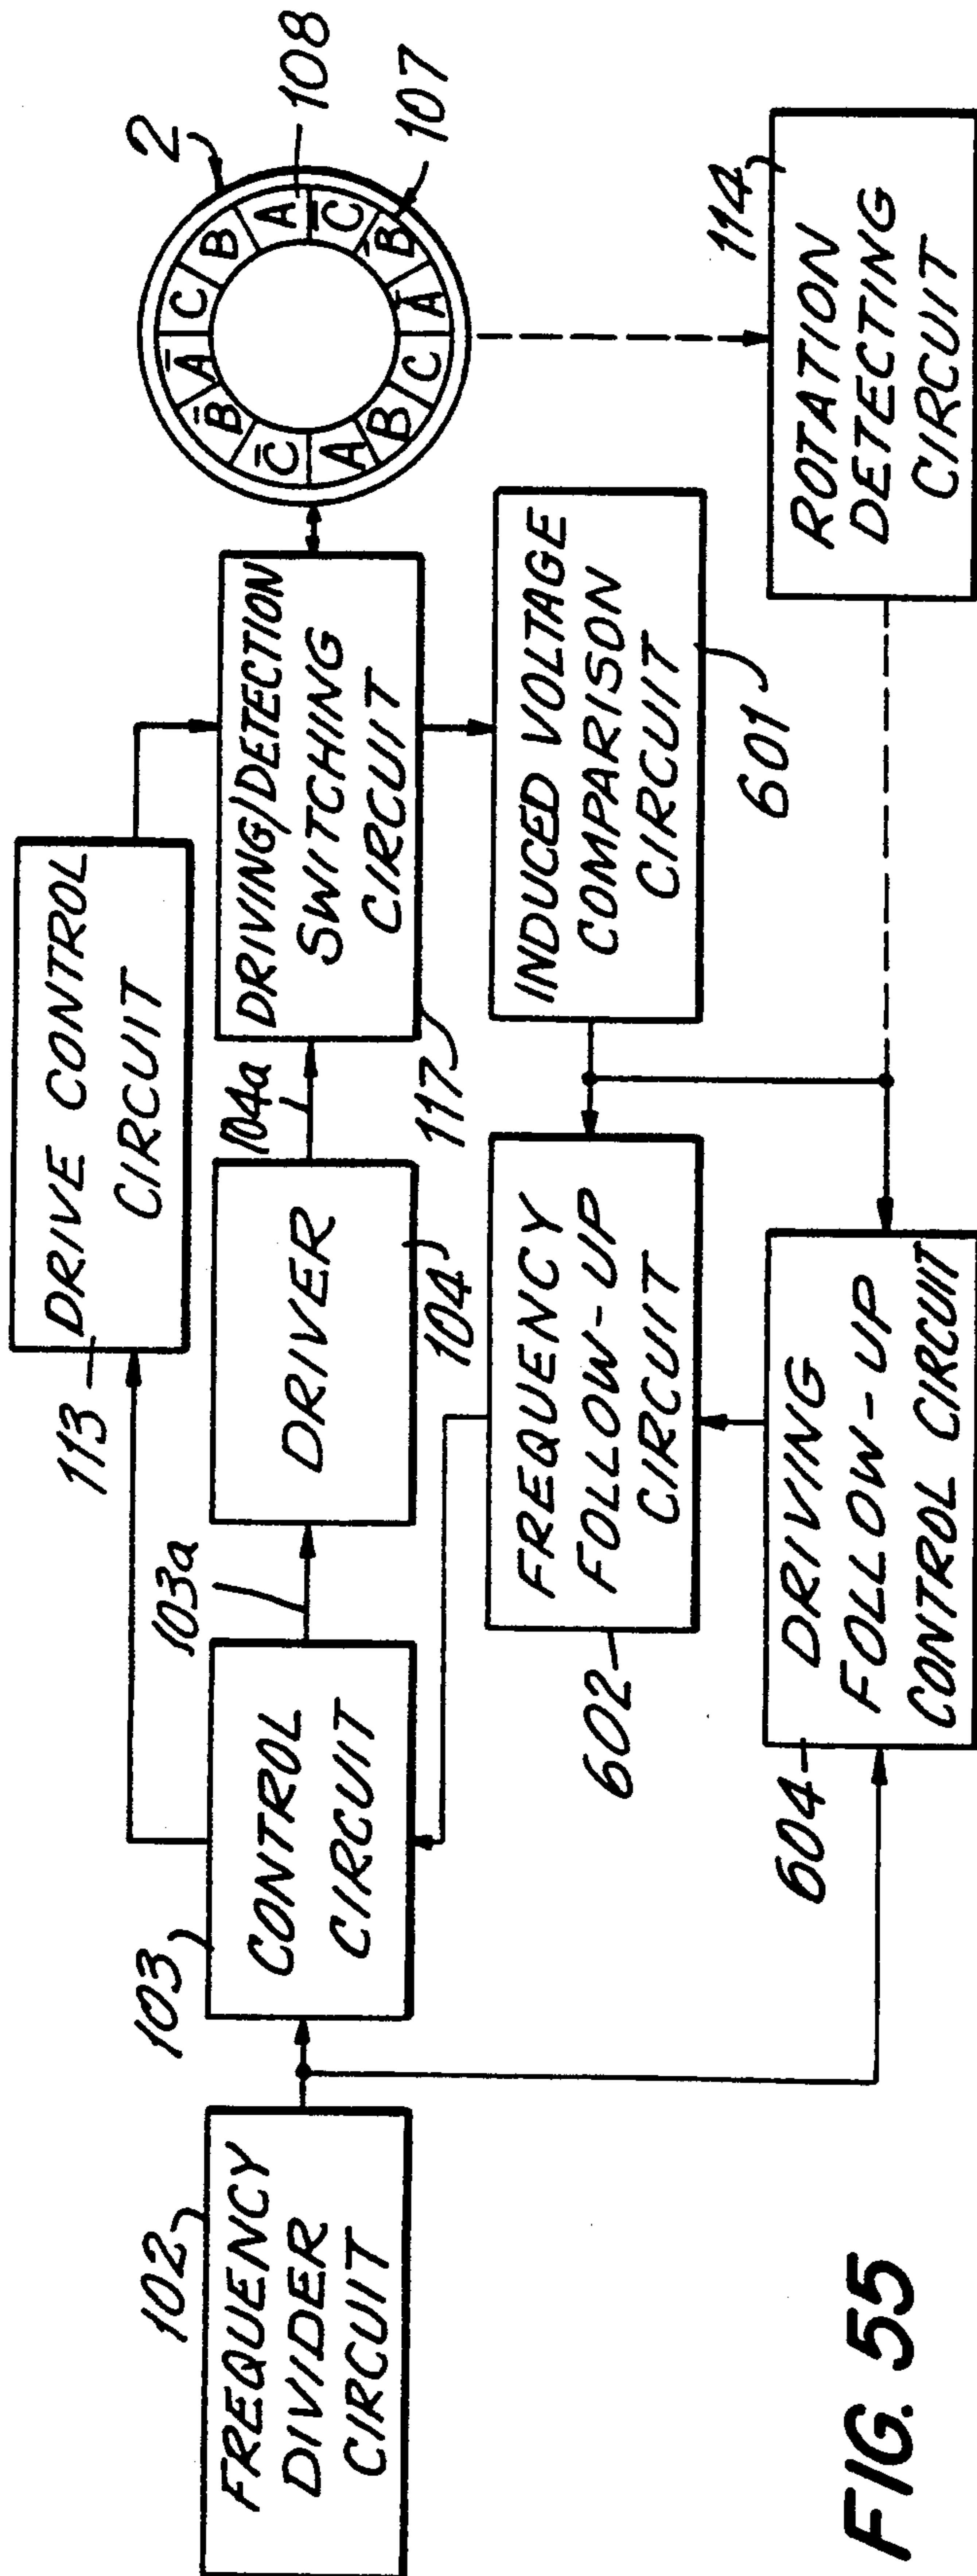 102
FREQUENCY
DIVIDER
CIRCUIT
103
CONTROL
CIRCUIT
103a
113
DRIVE CONTROL
CIRCUIT
DRIVER
104
104a
DRIVING/DETECTION
SWITCHING
CIRCUIT
117
2
A
B
C
A̅
B̅
C̅
A
B
C
A̅
B̅
C̅
108
107
INDUCED VOLTAGE
COMPARISON
CIRCUIT
601
FREQUENCY
FOLLOW-UP
CIRCUIT
602
604
DRIVING
FOLLOW-UP
CONTROL CIRCUIT
114
ROTATION
DETECTING
CIRCUIT
FIG. 55